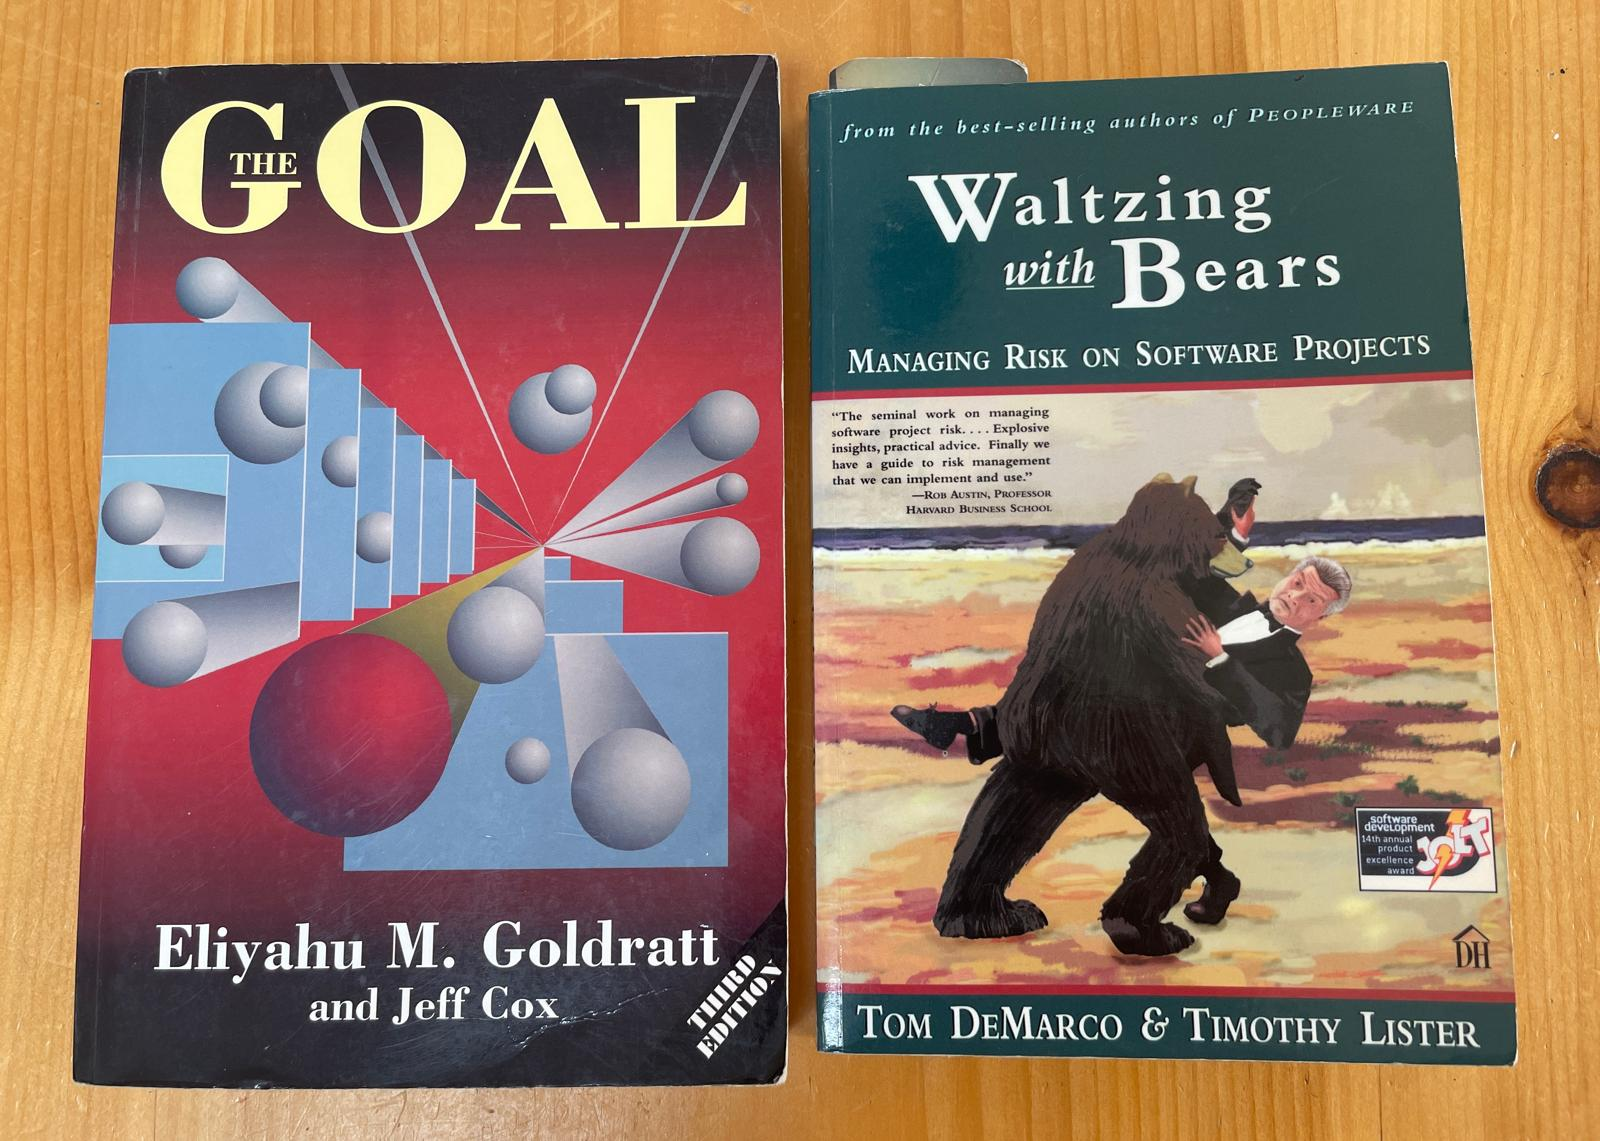 THE
GOAL
Eliyahu M. Goldratt
and Jeff Cox
THIRD
EDITION
from the best-selling authors of PEOPLEWARE
Waltzing
with Bears
MANAGING RISK ON SOFTWARE PROJECTS
“The seminal work on managing
software project risk. . . . Explosive
insights, practical advice. Finally we
have a guide to risk management
that we can implement and use.”
—ROB AUSTIN, PROFESSOR
HARVARD BUSINESS SCHOOL
software
development
14th annual
product
excellence
award
JOLT
DH
TOM DEMARCO & TIMOTHY LISTER